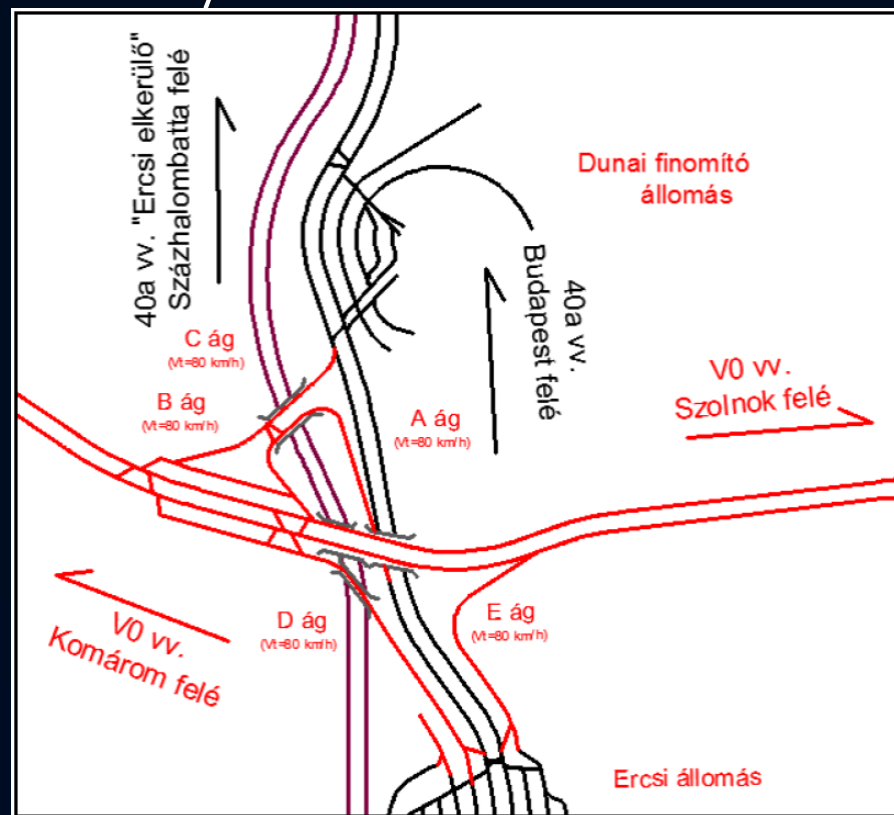 40a vv. "Ercsi elkerülő"
Százhalombatta felé
Dunai finomító
állomás
40a vv.
Budapest felé
C ág
(Vt=80 km/h)
B ág
(Vt=80 km/h)
A ág
(Vt=80 km/h)
V0 vv.
Szolnok felé
D ág
(Vt=80 km/h)
E ág
(Vt=80 km/h)
V0 vv.
Komárom felé
Ercsi állomás